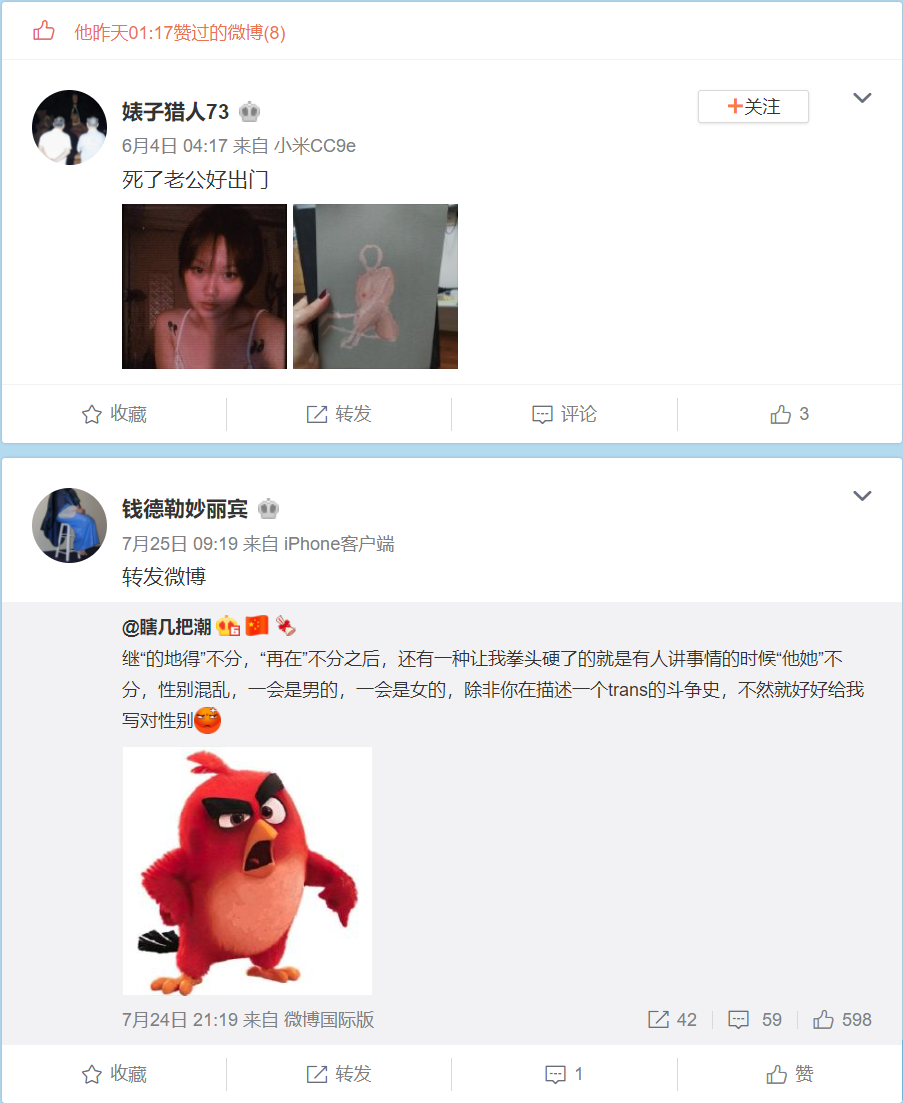 他昨天01:17赞过的微博(8)
婊子猎人73
+关注
6月4日 04:17 来自 小米CC9e
死了老公好出门
收藏
转发
评论
3
钱德勒妙丽宾
7月25日 09:19 来自 iPhone客户端
转发微博
@瞎几把潮
继“的地得”不分，“再在”不分之后，还有一种让我拳头硬了的就是有人讲事情的时候“他她”不
分，性别混乱，一会是男的，一会是女的，除非你在描述一个trans的斗争史，不然就好好给我
写对性别
7月24日 21:19 来自 微博国际版
42
59
598
收藏
转发
1
赞